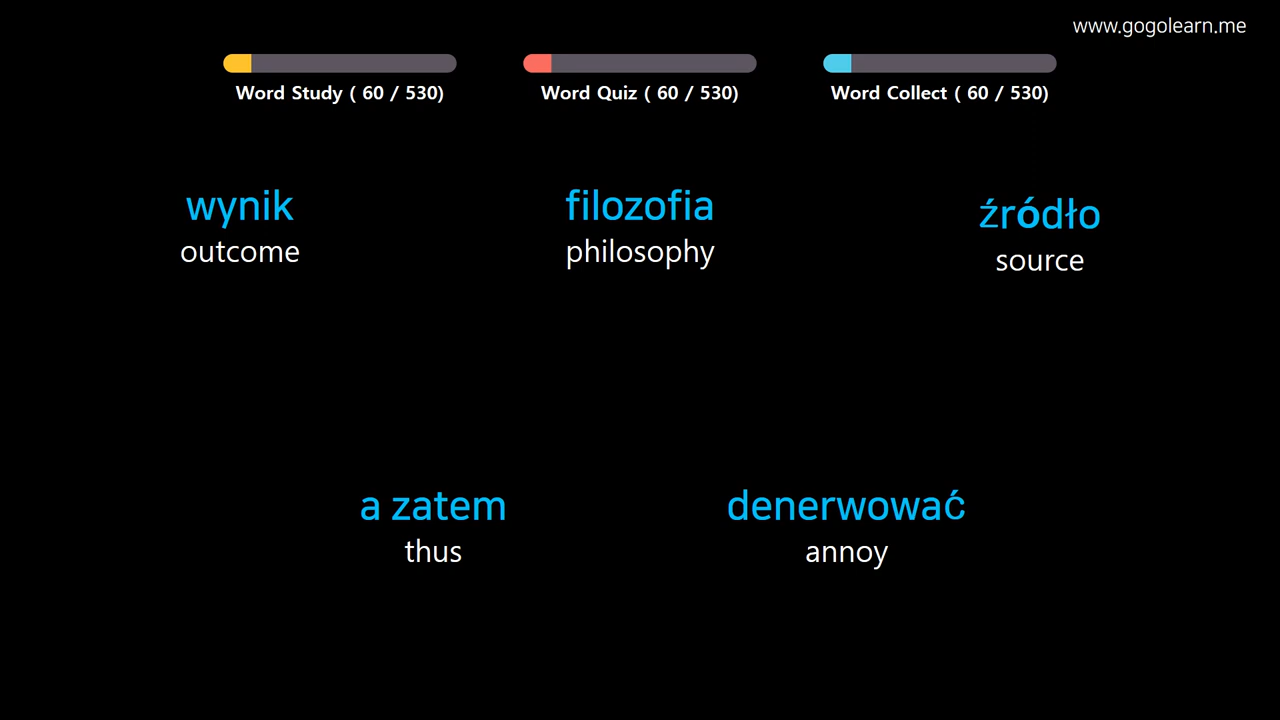 www.gogolearn.me
Word Study ( 60 / 530)
Word Quiz ( 60 / 530)
Word Collect ( 60 / 530)
wynik
outcome
filozofia
philosophy
źródło
source
a zatem
thus
denerwować
annoy